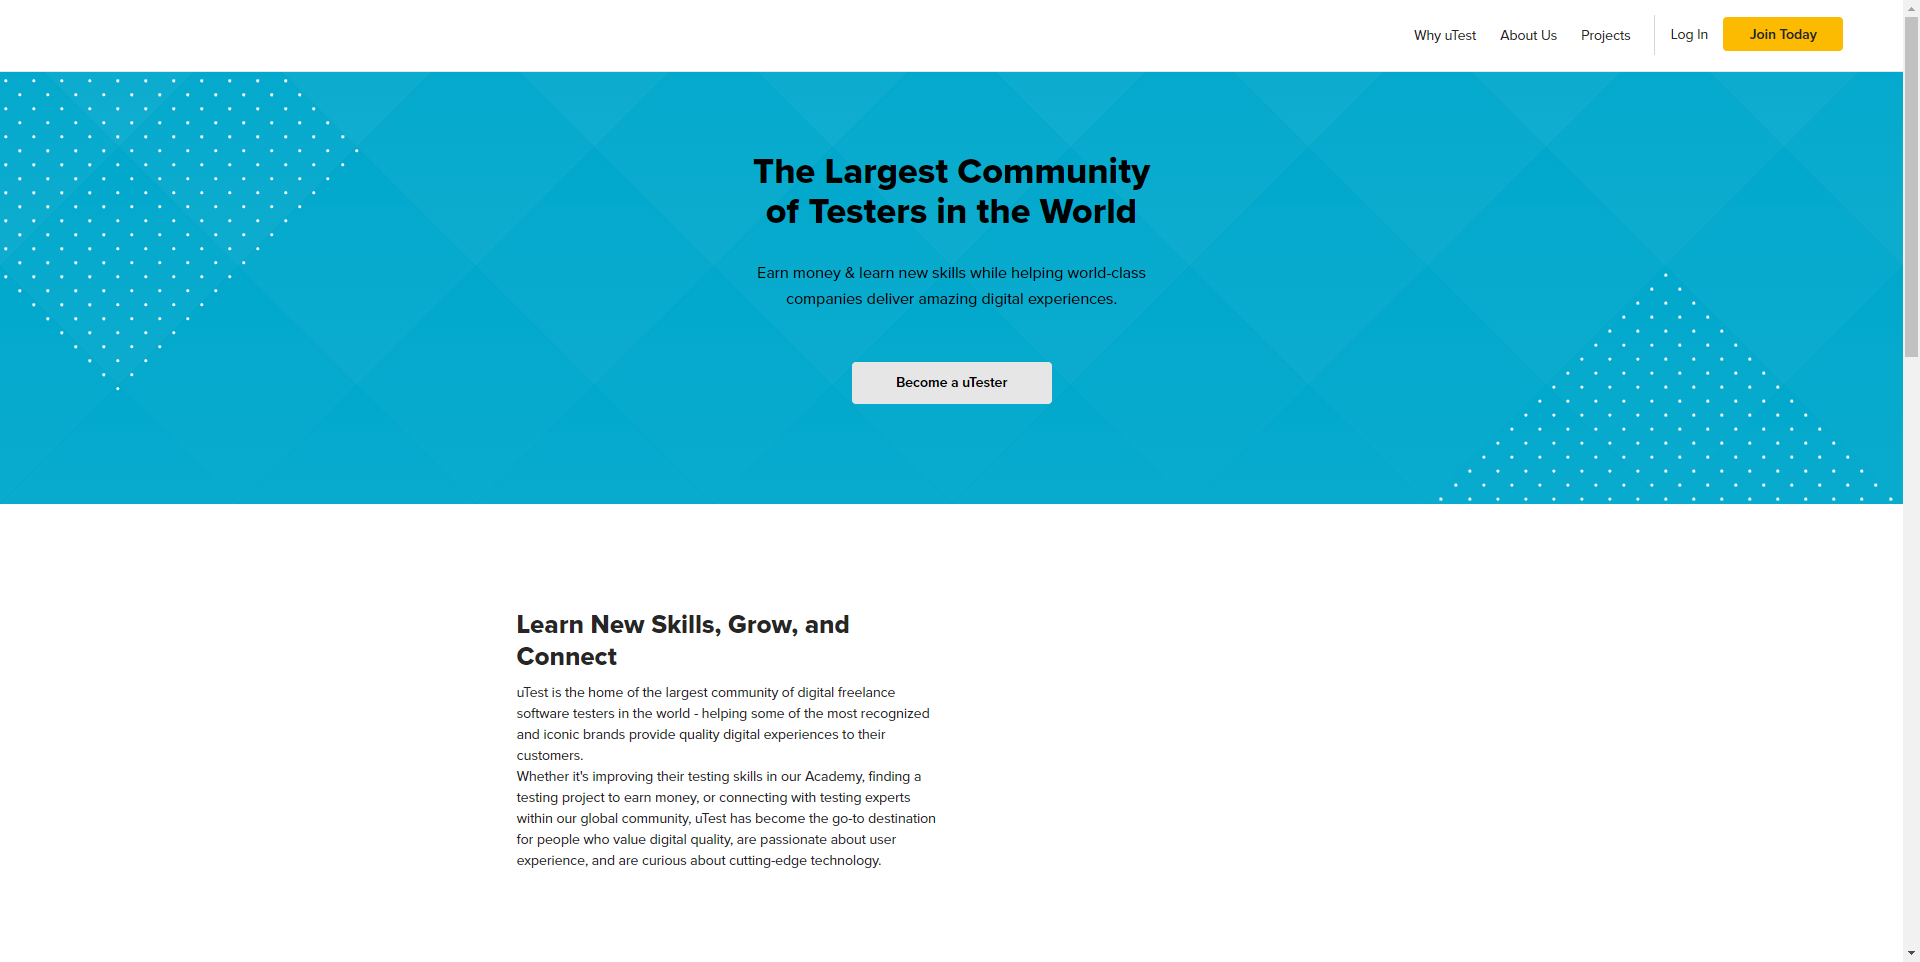 Why uTest About Us Projects Log In Join Today
The Largest Community
of Testers in the World
Earn money & learn new skills while helping world-class
companies deliver amazing digital experiences.
Become a uTester
Learn New Skills, Grow, and
Connect
uTest is the home of the largest community of digital freelance
software testers in the world - helping some of the most recognized
and iconic brands provide quality digital experiences to their
customers.
Whether it's improving their testing skills in our Academy, finding a
testing project to earn money, or connecting with testing experts
within our global community, uTest has become the go-to destination
for people who value digital quality, are passionate about user
experience, and are curious about cutting-edge technology.